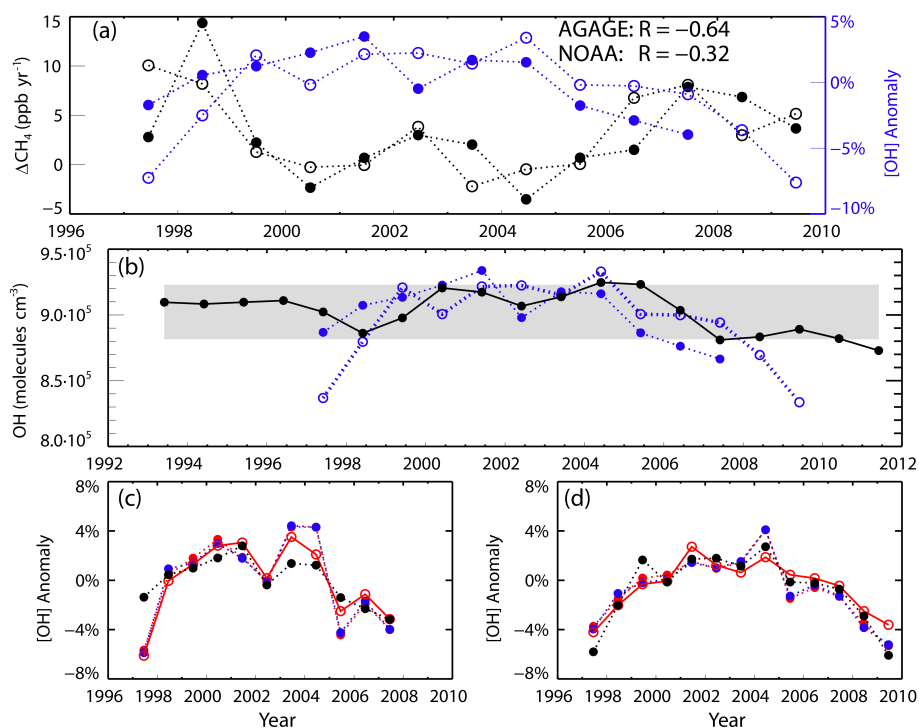 (a)
AGAGE: R = −0.64
NOAA: R = −0.32
15
10
5
0
−5
ΔCH₄ (ppb yr⁻¹)
5%
0%
−5%
−10%
[OH] Anomaly
1996 1998 2000 2002 2004 2006 2008 2010
(b)
9.5·10⁵
9.0·10⁵
8.5·10⁵
8.0·10⁵
OH (molecules cm⁻³)
1992 1994 1996 1998 2000 2002 2004 2006 2008 2010 2012
(c)
8%
4%
0%
−4%
−8%
[OH] Anomaly
1996 1998 2000 2002 2004 2006 2008 2010
Year
(d)
8%
4%
0%
−4%
−8%
[OH] Anomaly
1996 1998 2000 2002 2004 2006 2008 2010
Year